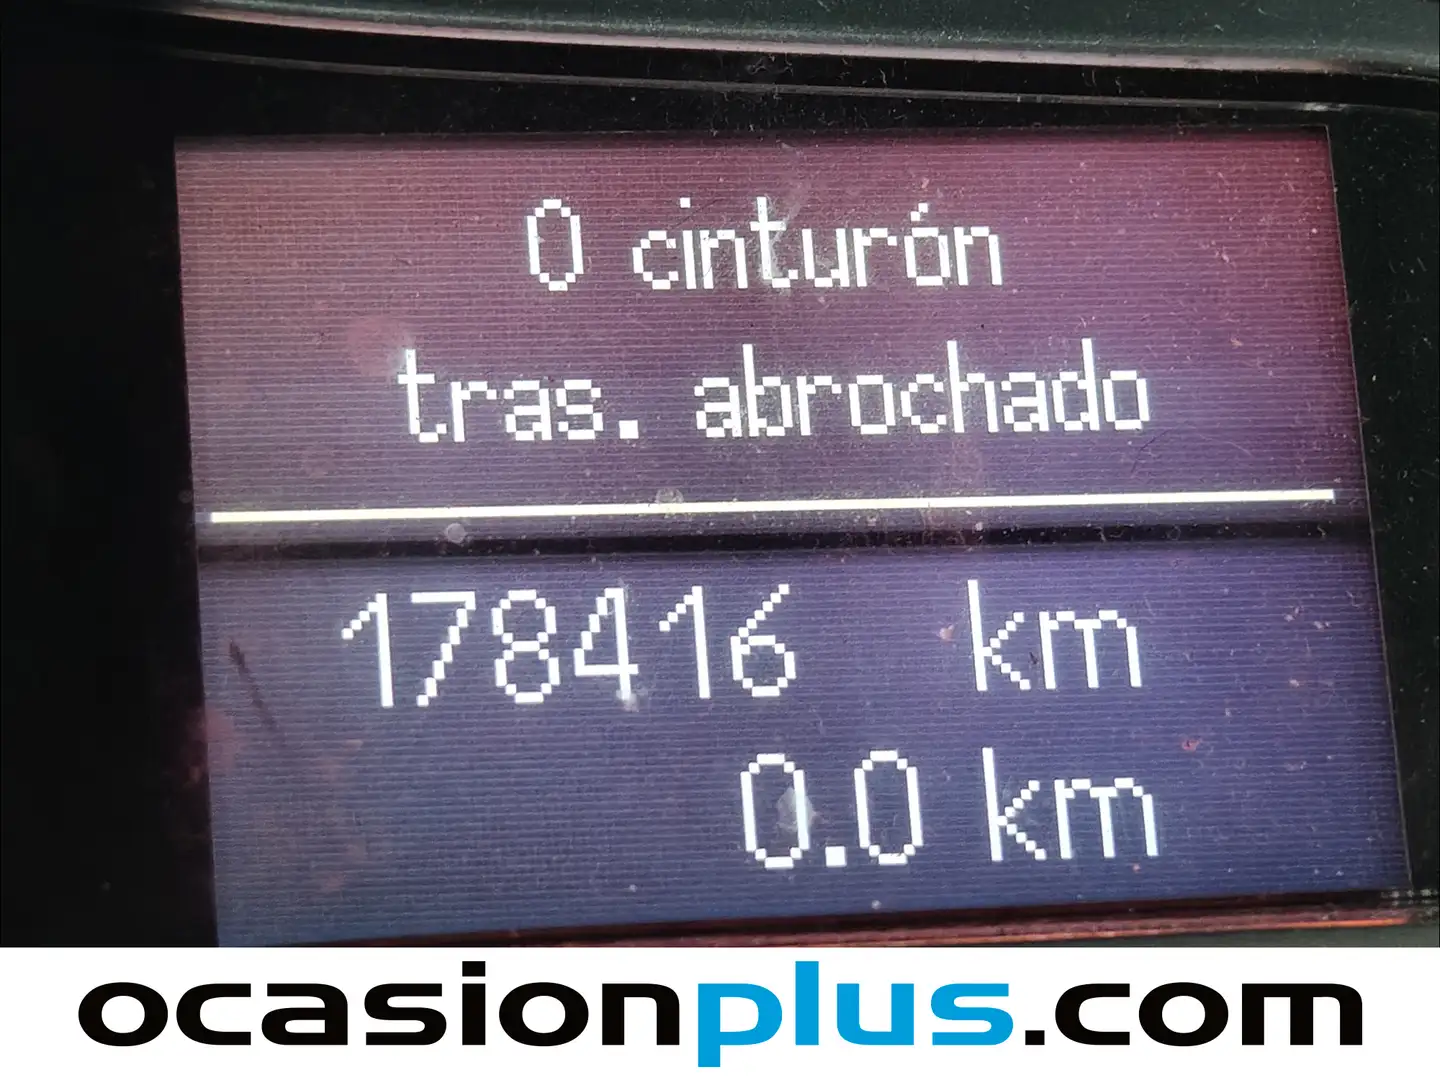 0 cinturón
tras. abrochado
178416 km
0.0 km
ocasionplus.com